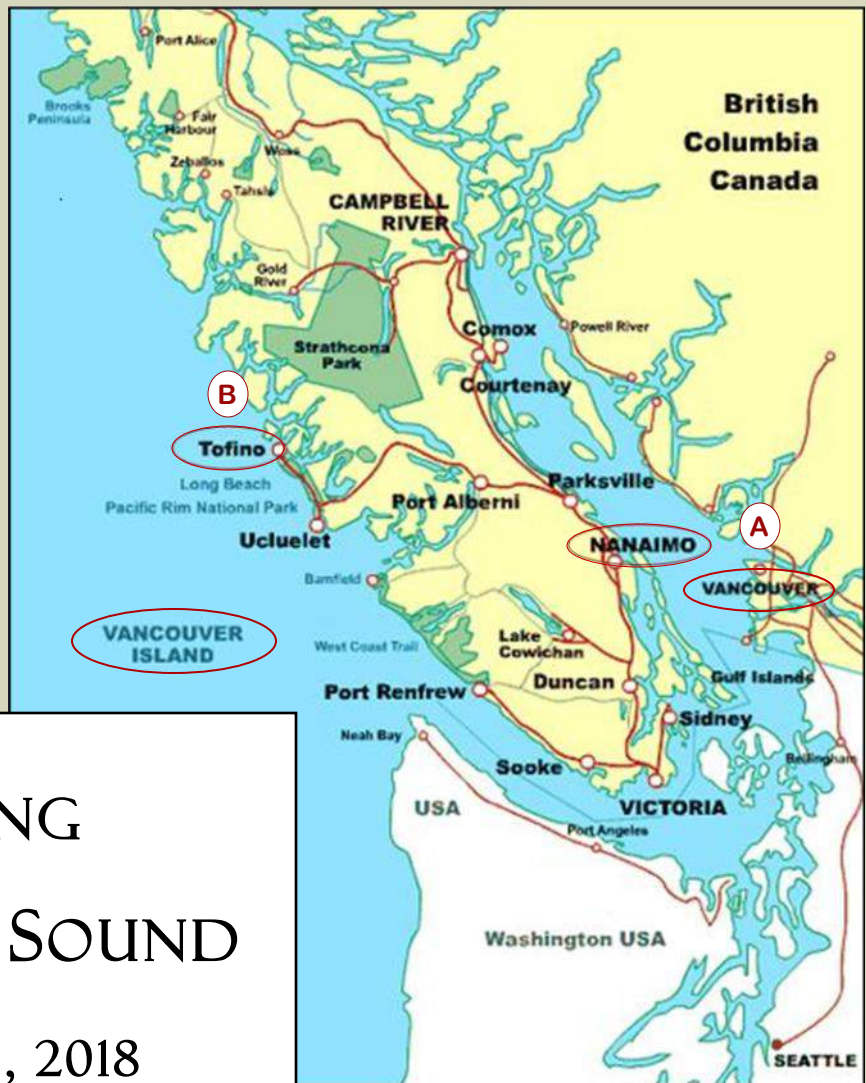 Port Alice
Brooks
Peninsula
Fair
Harbour
Woss
Zeballos
Tahsis
British
Columbia
Canada
CAMPBELL
RIVER
Gold
River
Powell River
Comox
Strathcona
Park
Courtenay
B
Tofino
Long Beach
Pacific Rim National Park
Ucluelet
Port Alberni
Parksville
A
NANAIMO
VANCOUVER
Bamfield
VANCOUVER
ISLAND
West Coast Trail
Lake
Cowichan
Gulf Islands
Duncan
Port Renfrew
Sidney
Neah Bay
Bellingham
Sooke
USA
VICTORIA
Port Angeles
Washington USA
SEATTLE
NG
SOUND
, 2018